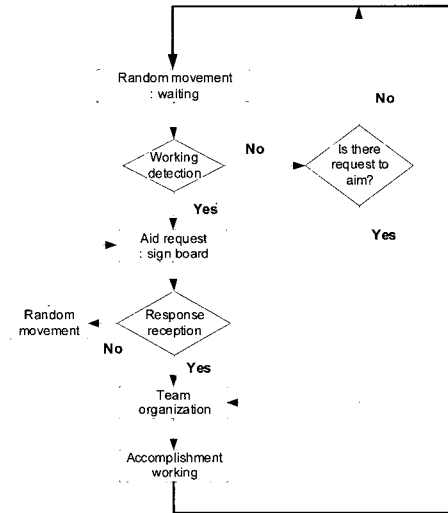 Random movement
: waiting
No
Working
detection
No
Is there
request to
aim?
Yes
Yes
Aid request
: sign board
Random
movement
Response
reception
No
Yes
Team
organization
Accomplishment
working